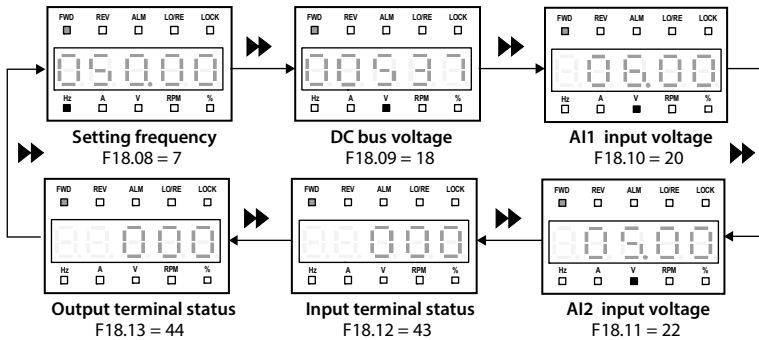 FWD REV ALM LO/RE LOCK
050.00
Hz A V RPM %
Setting frequency
F18.08 = 7
FWD REV ALM LO/RE LOCK
00537
Hz A V RPM %
DC bus voltage
F18.09 = 18
FWD REV ALM LO/RE LOCK
06.00
Hz A V RPM %
AI1 input voltage
F18.10 = 20
FWD REV ALM LO/RE LOCK
000
Hz A V RPM %
Output terminal status
F18.13 = 44
FWD REV ALM LO/RE LOCK
000
Hz A V RPM %
Input terminal status
F18.12 = 43
FWD REV ALM LO/RE LOCK
05.00
Hz A V RPM %
AI2 input voltage
F18.11 = 22